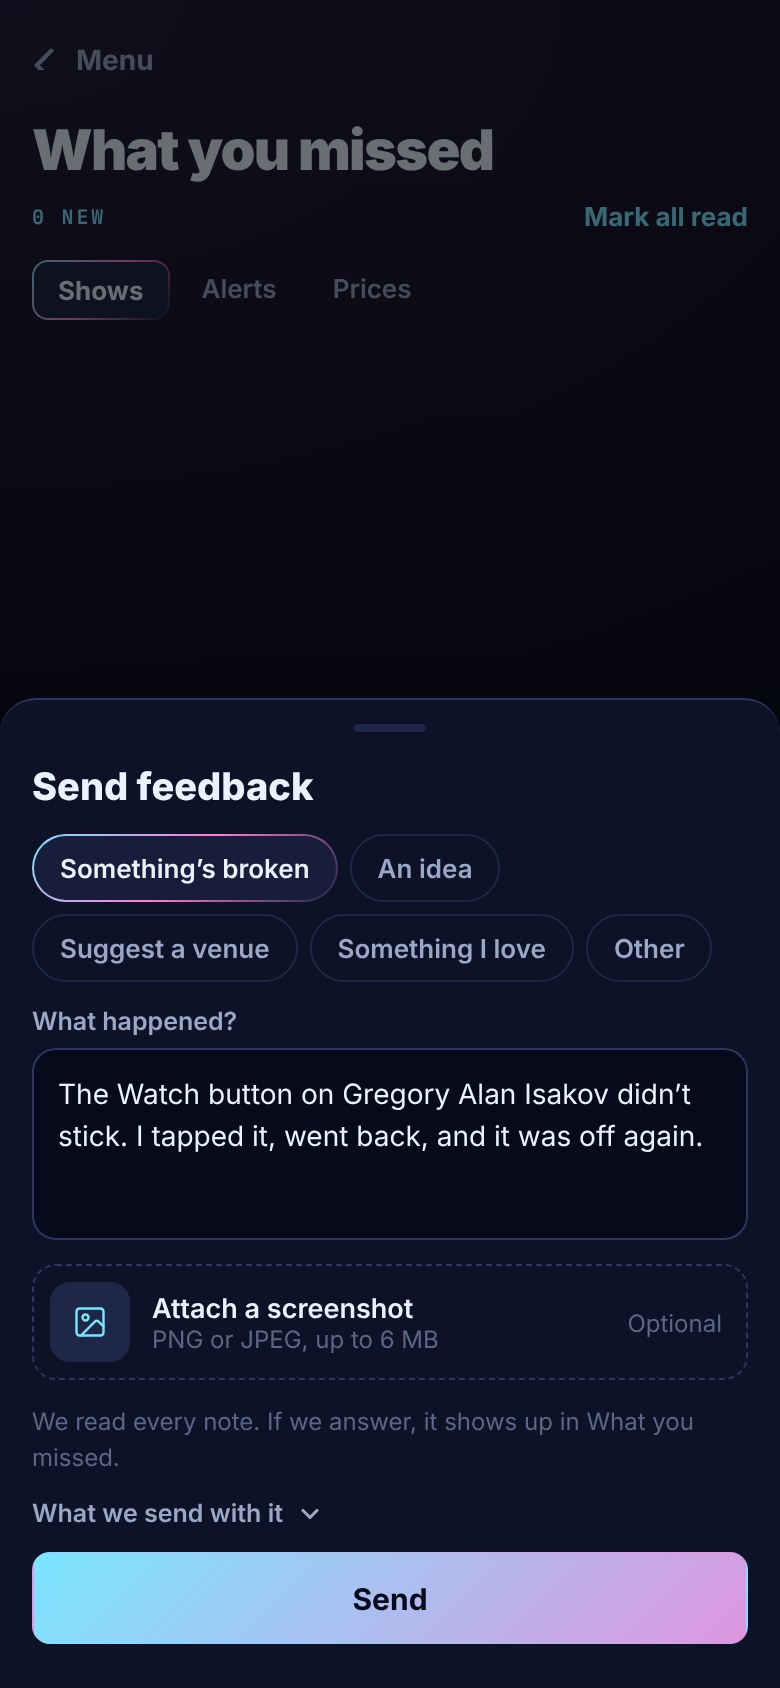 Menu
What you missed
0 NEW
Mark all read
Shows
Alerts
Prices
Send feedback
Something’s broken
An idea
Suggest a venue
Something I love
Other
What happened?
The Watch button on Gregory Alan Isakov didn’t
stick. I tapped it, went back, and it was off again.
Attach a screenshot
PNG or JPEG, up to 6 MB
Optional
We read every note. If we answer, it shows up in What you
missed.
What we send with it
Send